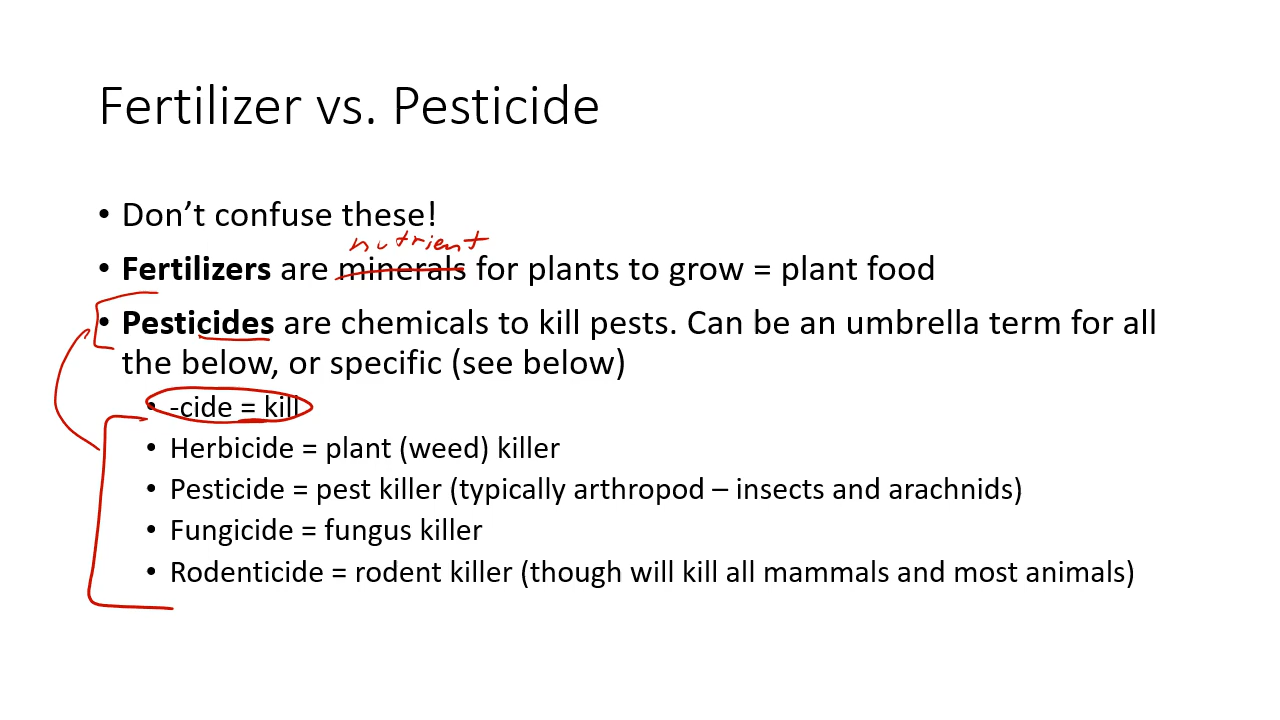 Fertilizer vs. Pesticide
• Don’t confuse these!
nutrient
• Fertilizers are minerals for plants to grow = plant food
• Pesticides are chemicals to kill pests. Can be an umbrella term for all
the below, or specific (see below)
• -cide = kill
• Herbicide = plant (weed) killer
• Pesticide = pest killer (typically arthropod – insects and arachnids)
• Fungicide = fungus killer
• Rodenticide = rodent killer (though will kill all mammals and most animals)